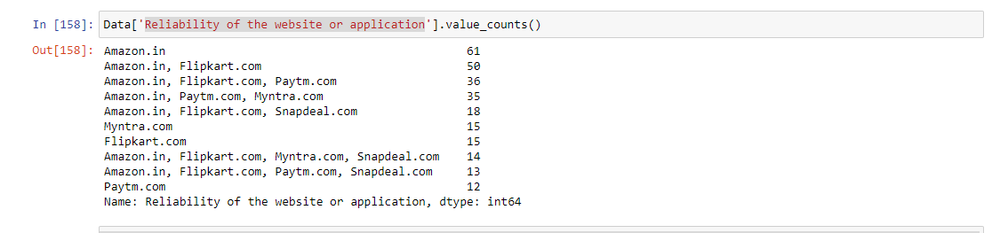 In [158]: Data['Reliability of the website or application'].value_counts()
Out[158]: Amazon.in 61
Amazon.in, Flipkart.com 50
Amazon.in, Flipkart.com, Paytm.com 36
Amazon.in, Paytm.com, Myntra.com 35
Amazon.in, Flipkart.com, Snapdeal.com 18
Myntra.com 15
Flipkart.com 15
Amazon.in, Flipkart.com, Myntra.com, Snapdeal.com 14
Amazon.in, Flipkart.com, Paytm.com, Snapdeal.com 13
Paytm.com 12
Name: Reliability of the website or application, dtype: int64